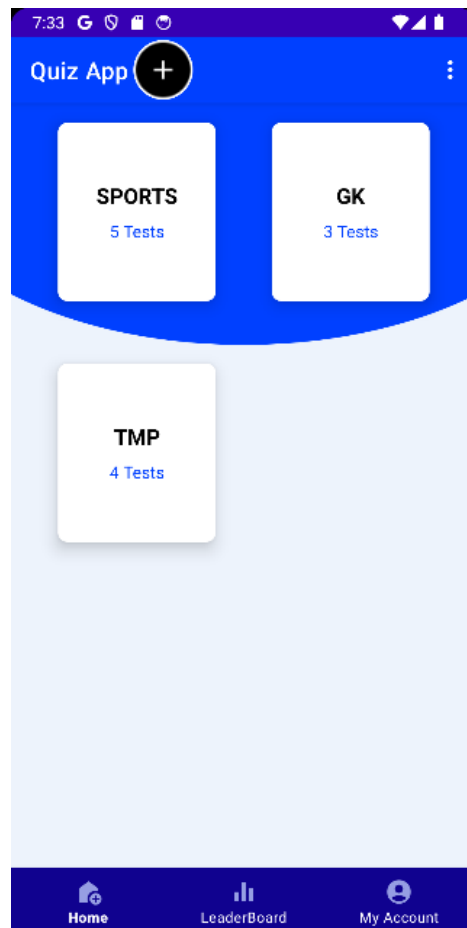 7:33 G
Quiz App +
SPORTS
5 Tests
GK
3 Tests
TMP
4 Tests
Home
LeaderBoard
My Account